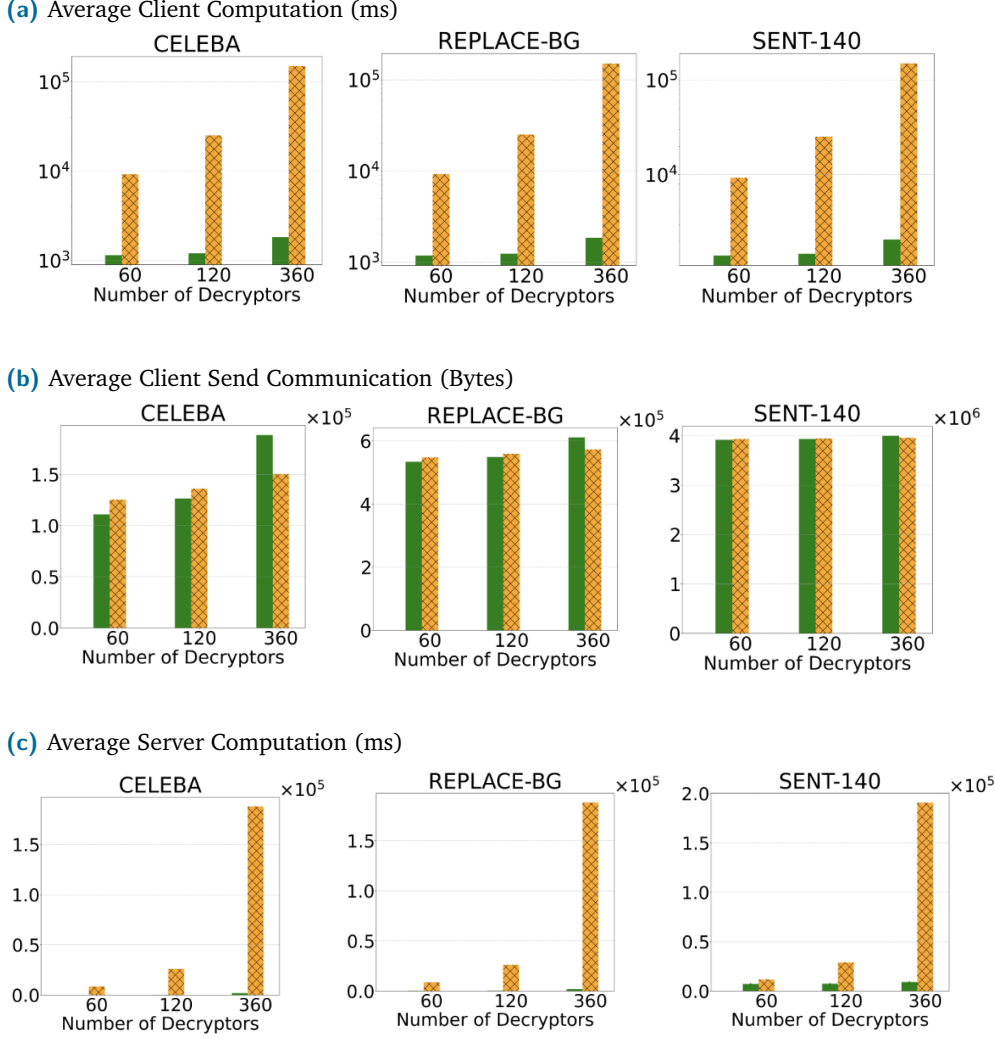 (a) Average Client Computation (ms)
CELEBA
10^5
10^4
10^3
60 120 360
Number of Decryptors
REPLACE-BG
10^5
10^4
10^3
60 120 360
Number of Decryptors
SENT-140
10^5
10^4
60 120 360
Number of Decryptors
(b) Average Client Send Communication (Bytes)
CELEBA
×10^5
1.5
1.0
0.5
0.0
60 120 360
Number of Decryptors
REPLACE-BG
×10^5
6
4
2
0
60 120 360
Number of Decryptors
SENT-140
×10^6
4
3
2
1
0
60 120 360
Number of Decryptors
(c) Average Server Computation (ms)
CELEBA
×10^5
1.5
1.0
0.5
0.0
60 120 360
Number of Decryptors
REPLACE-BG
×10^5
1.5
1.0
0.5
0.0
60 120 360
Number of Decryptors
SENT-140
×10^5
2.0
1.5
1.0
0.5
0.0
60 120 360
Number of Decryptors